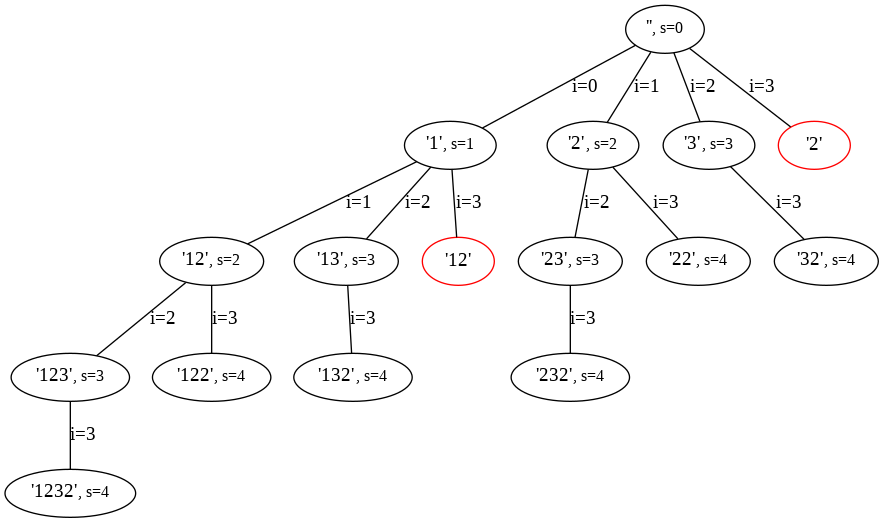 '', s=0
i=0 i=1 i=2 i=3
'1', s=1 '2', s=2 '3', s=3 '2'
i=1 i=2 i=3 i=2 i=3 i=3
'12', s=2 '13', s=3 '12' '23', s=3 '22', s=4 '32', s=4
i=2 i=3 i=3 i=3
'123', s=3 '122', s=4 '132', s=4 '232', s=4
i=3
'1232', s=4